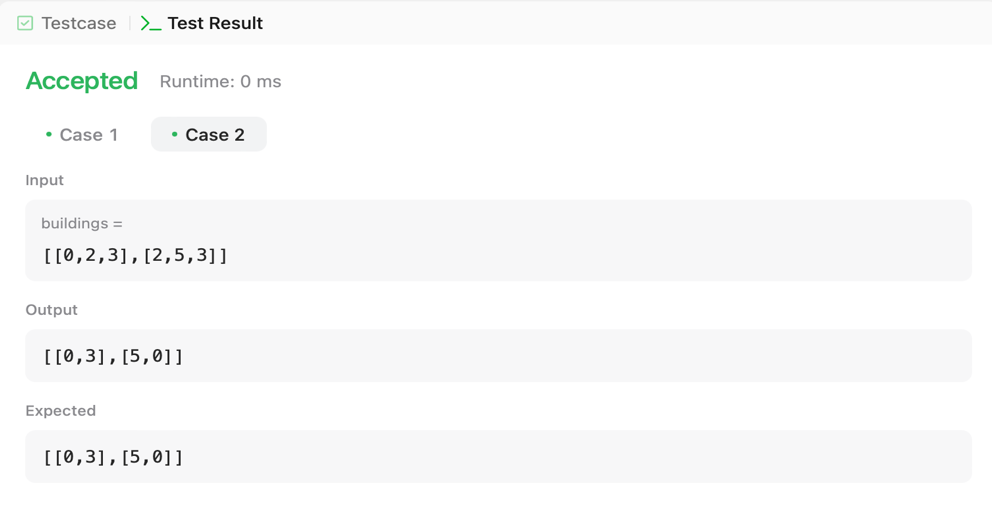 Testcase
Test Result
Accepted Runtime: 0 ms
Case 1 Case 2
Input
buildings =
[[0,2,3],[2,5,3]]
Output
[[0,3],[5,0]]
Expected
[[0,3],[5,0]]